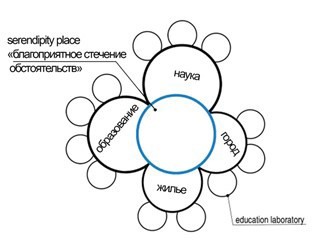 serendipity place
«благоприятное стечение
обстоятельств»
наука
образование
город
жилье
education laboratory